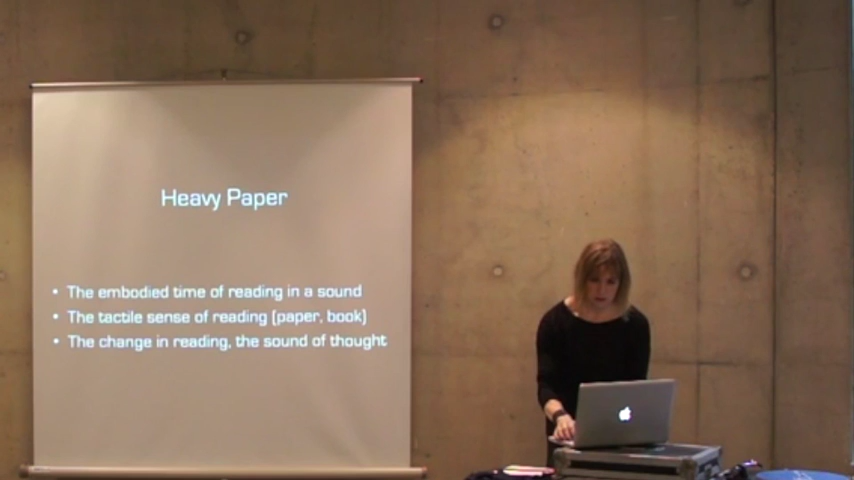 Heavy Paper
• The embodied time of reading in a sound
• The tactile sense of reading (paper, book)
• The change in reading, the sound of thought